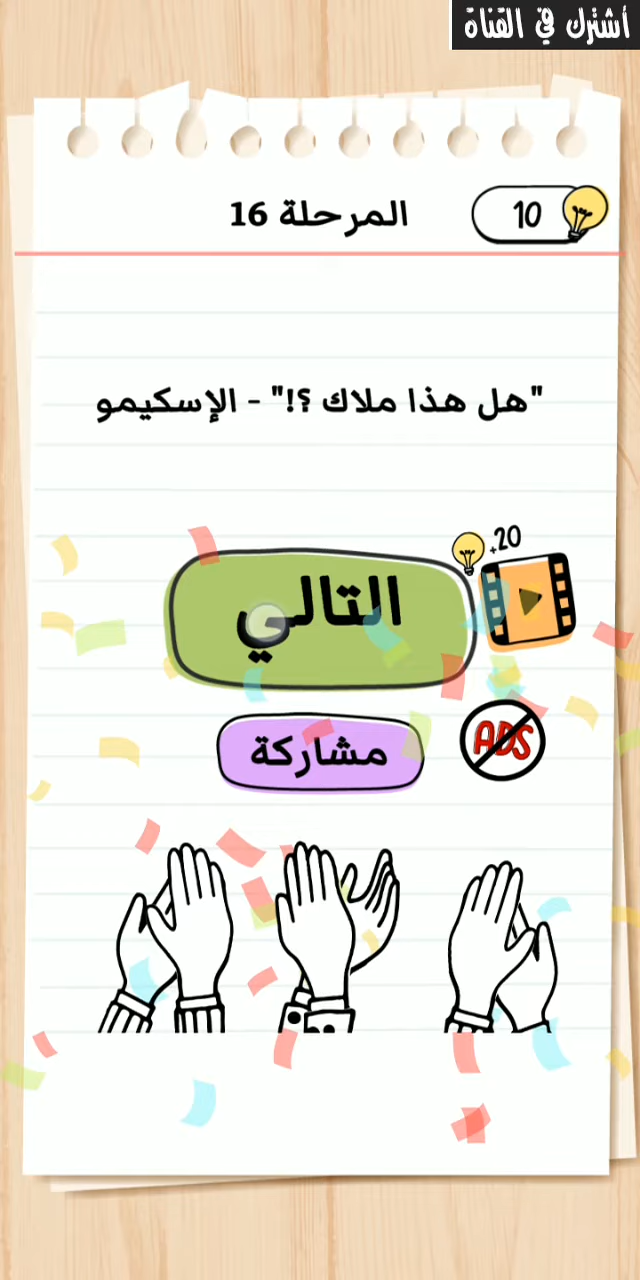 أشترك في القناة
المرحلة 16
10
"هل هذا ملاك ؟!" - الإسكيمو
+20
التالي
مشاركة
ADS